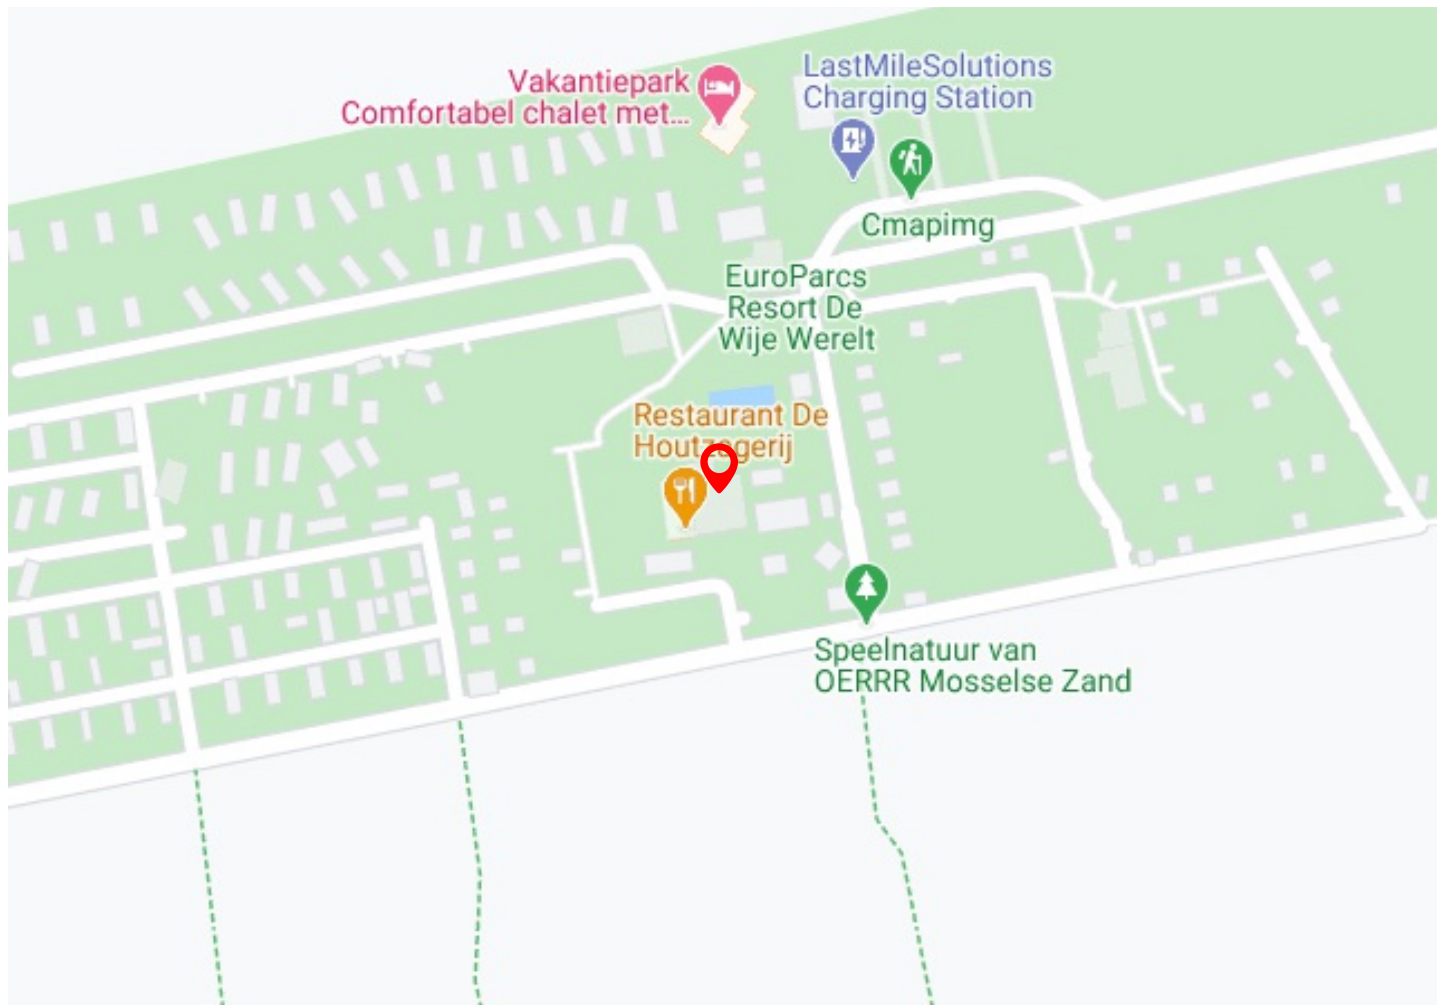 Vakantiepark
Comfortabel chalet met...
LastMileSolutions
Charging Station
Cmapimg
EuroParcs
Resort De
Wije Werelt
Restaurant De
Houtzagerij
Speelnatuur van
OERRR Mosselse Zand